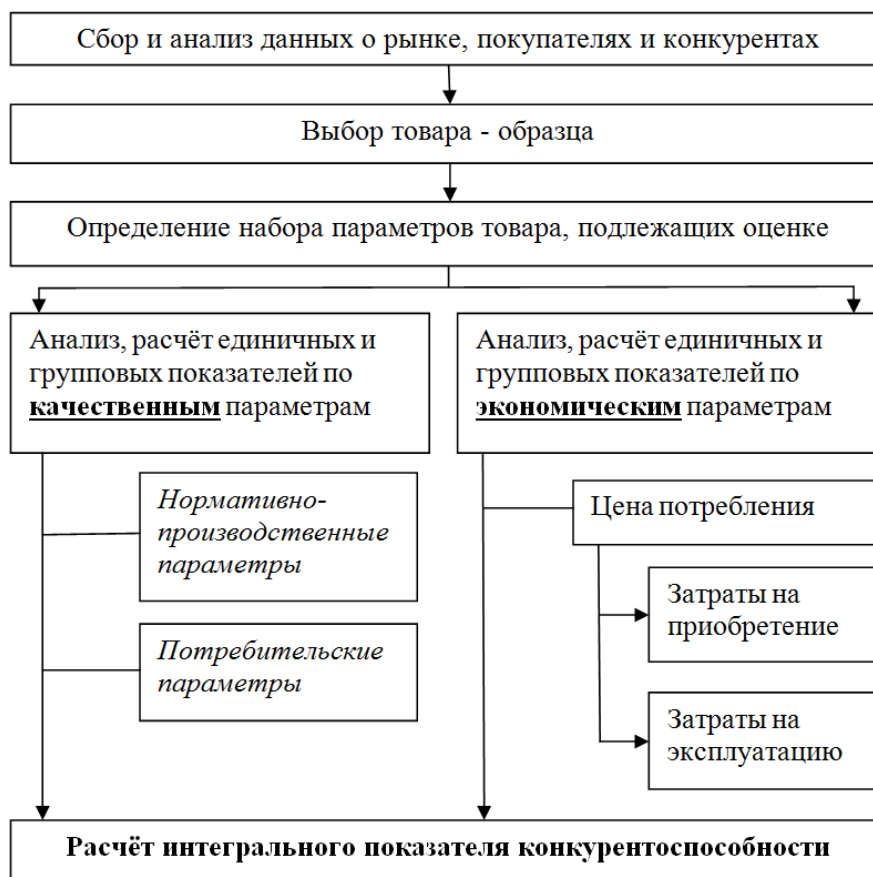 Сбор и анализ данных о рынке, покупателях и конкурентах
Выбор товара - образца
Определение набора параметров товара, подлежащих оценке
Анализ, расчёт единичных и
групповых показателей по
качественным параметрам
Анализ, расчёт единичных и
групповых показателей по
экономическим параметрам
Нормативно-
производственные
параметры
Потребительские
параметры
Цена потребления
Затраты на
приобретение
Затраты на
эксплуатацию
Расчёт интегрального показателя конкурентоспособности